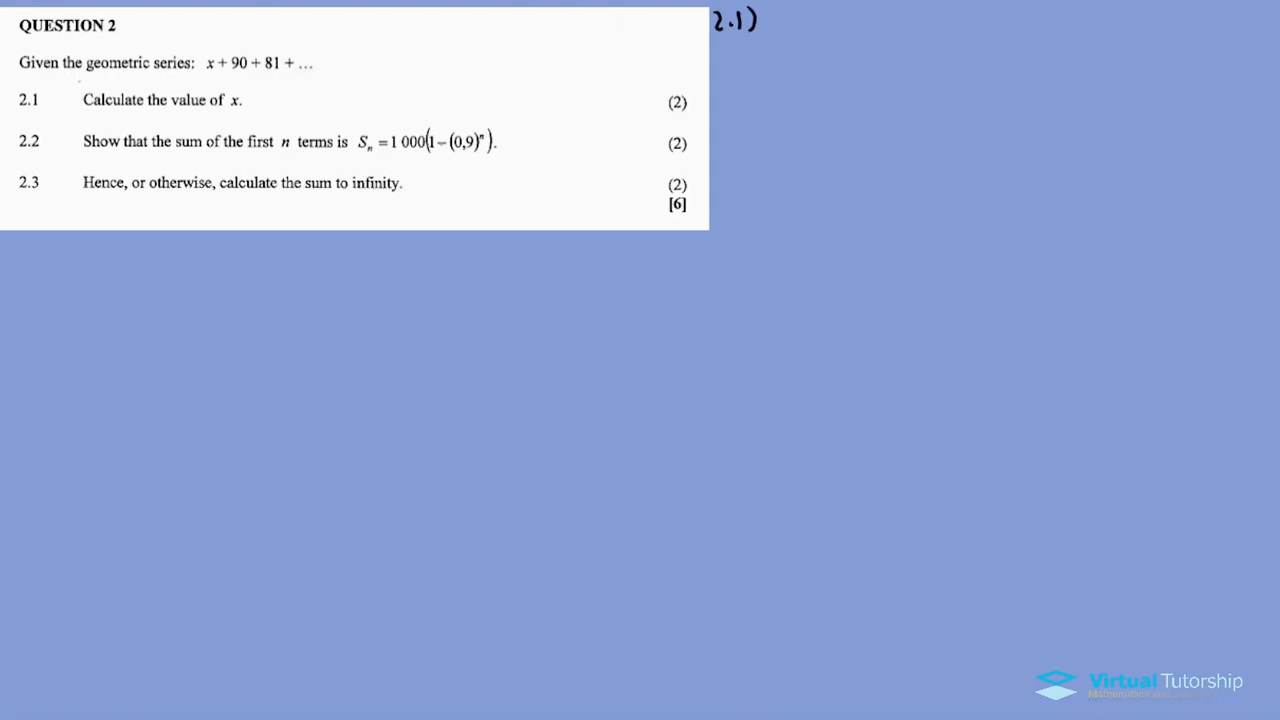 QUESTION 2
2.1)
Given the geometric series: x + 90 + 81 + ...
2.1 Calculate the value of x. (2)
2.2 Show that the sum of the first n terms is Sₙ = 1 000(1 – (0,9)ⁿ). (2)
2.3 Hence, or otherwise, calculate the sum to infinity. (2)
[6]
Virtual Tutorship